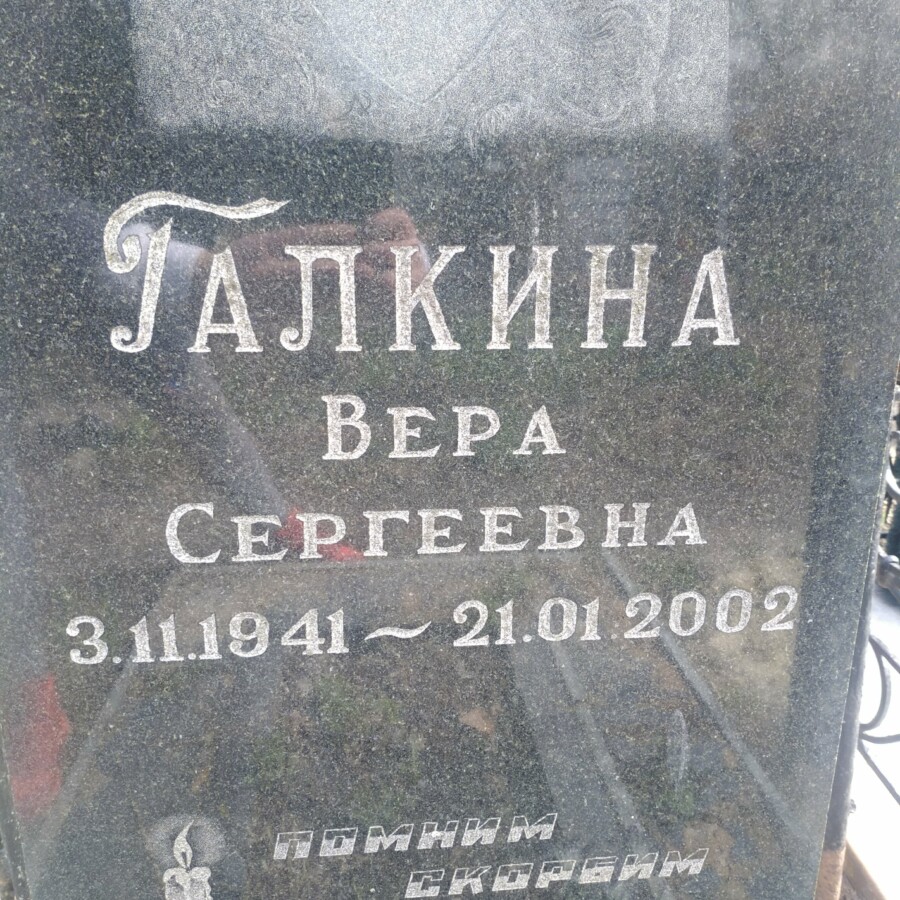 Галкина
Вера
Сергеевна
3.11.1941 ~ 21.01.2002
ПОМНИМ
СКОРБИМ